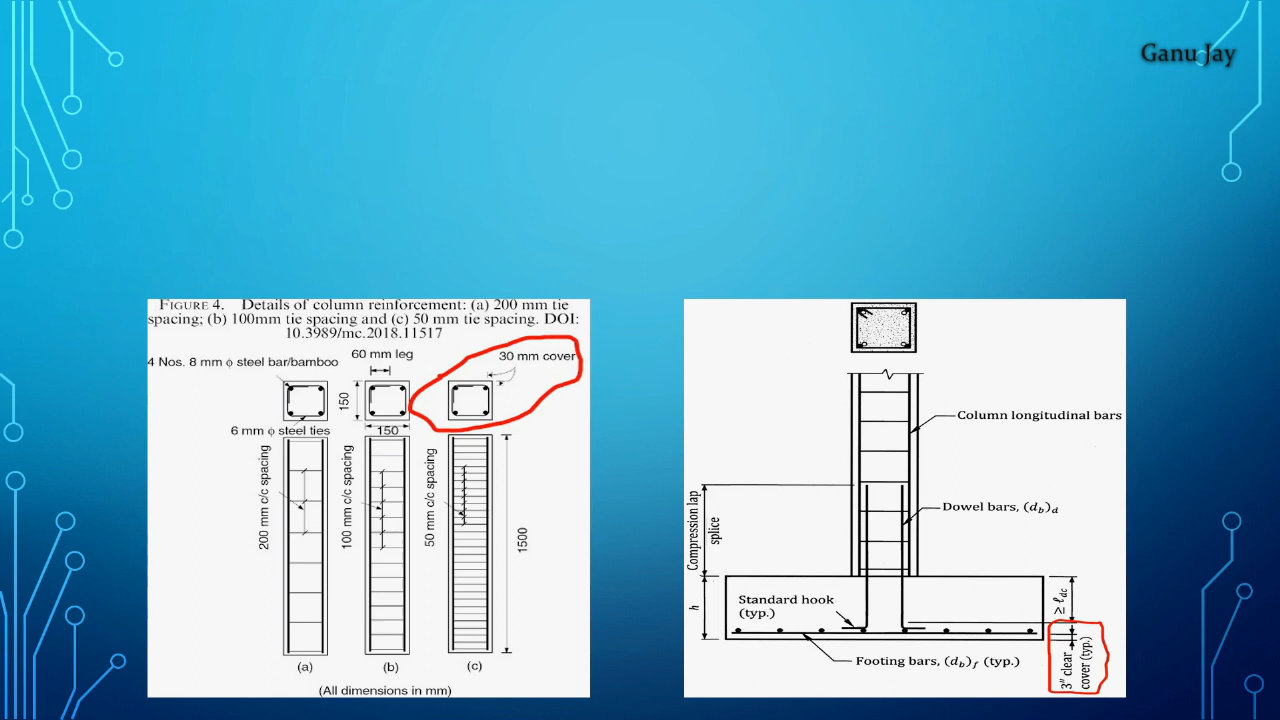 Ganu Jay
FIGURE 4. Details of column reinforcement: (a) 200 mm tie
spacing; (b) 100mm tie spacing and (c) 50 mm tie spacing. DOI:
10.3989/mc.2018.11517
60 mm leg
30 mm cover
4 Nos. 8 mm ϕ steel bar/bamboo
150
6 mm ϕ steel ties
150
200 mm c/c spacing
100 mm c/c spacing
50 mm c/c spacing
1500
(a)
(b)
(c)
(All dimensions in mm)
Column longitudinal bars
Dowel bars, (d_b)_d
Compression lap
splice
h
Standard hook
(typ.)
≥ ℓ_dc
3" clear
cover (typ.)
Footing bars, (d_b)_f (typ.)